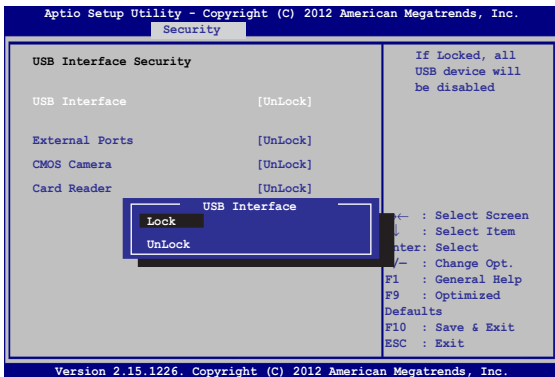 Aptio Setup Utility - Copyright (C) 2012 American Megatrends, Inc.
Security
USB Interface Security
USB Interface [UnLock]
External Ports [UnLock]
CMOS Camera [UnLock]
Card Reader [UnLock]
USB Interface
Lock
UnLock
If Locked, all
USB device will
be disabled
→← : Select Screen
: Select Item
nter: Select
/— : Change Opt.
F1 : General Help
F9 : Optimized
Defaults
F10 : Save & Exit
ESC : Exit
Version 2.15.1226. Copyright (C) 2012 American Megatrends, Inc.